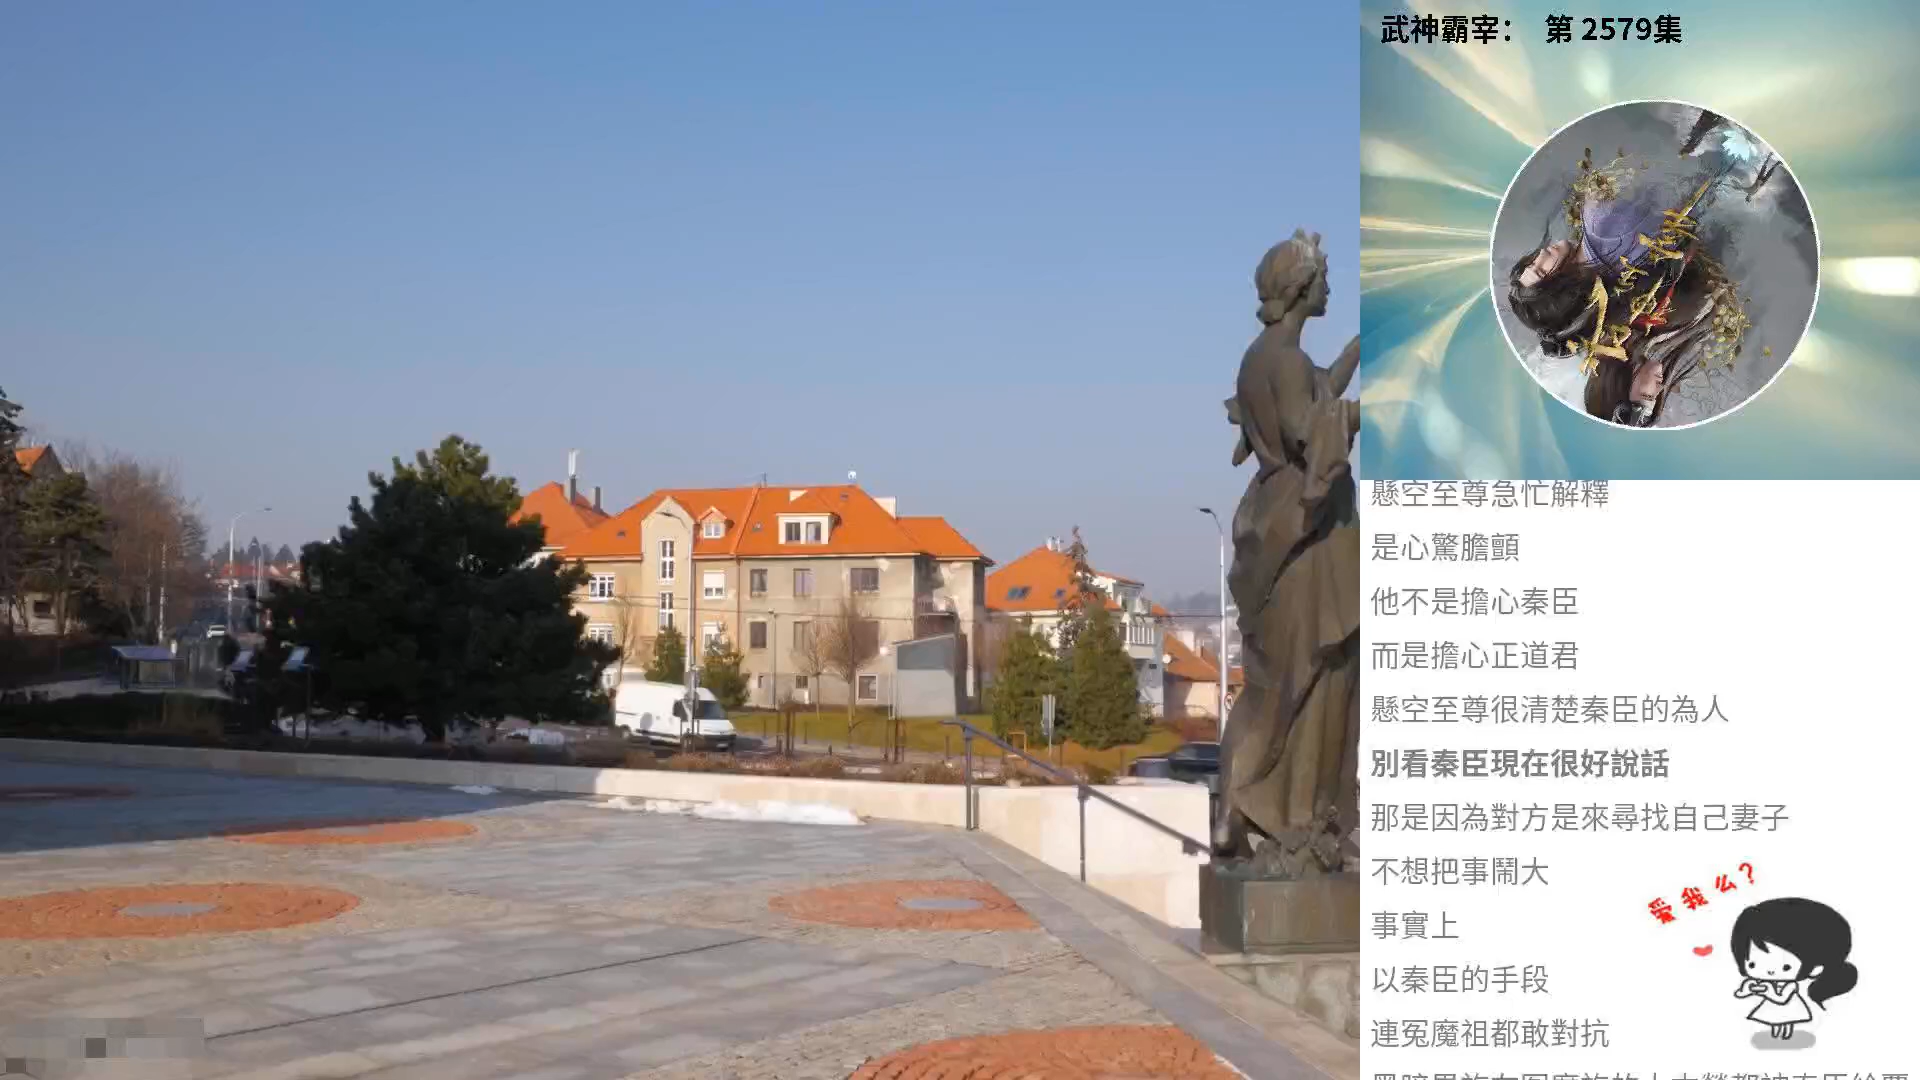 武神霸宰： 第 2579集
懸空至尊急忙解釋
是心驚膽顫
他不是擔心秦臣
而是擔心正道君
懸空至尊很清楚秦臣的為人
別看秦臣現在很好說話
那是因為對方是來尋找自己妻子
不想把事鬧大
事實上
以秦臣的手段
連冤魔祖都敢對抗
爱我么?